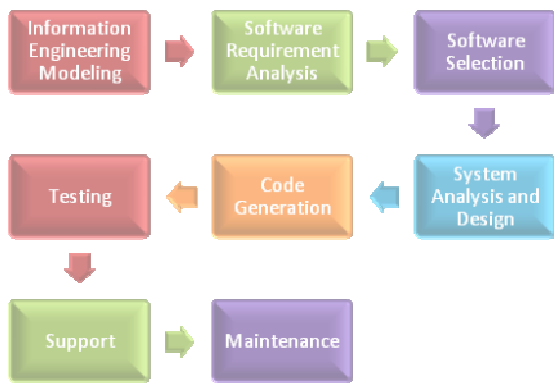 Information
Engineering
Modeling
Software
Requirement
Analysis
Software
Selection
System
Analysis and
Design
Code
Generation
Testing
Support
Maintenance